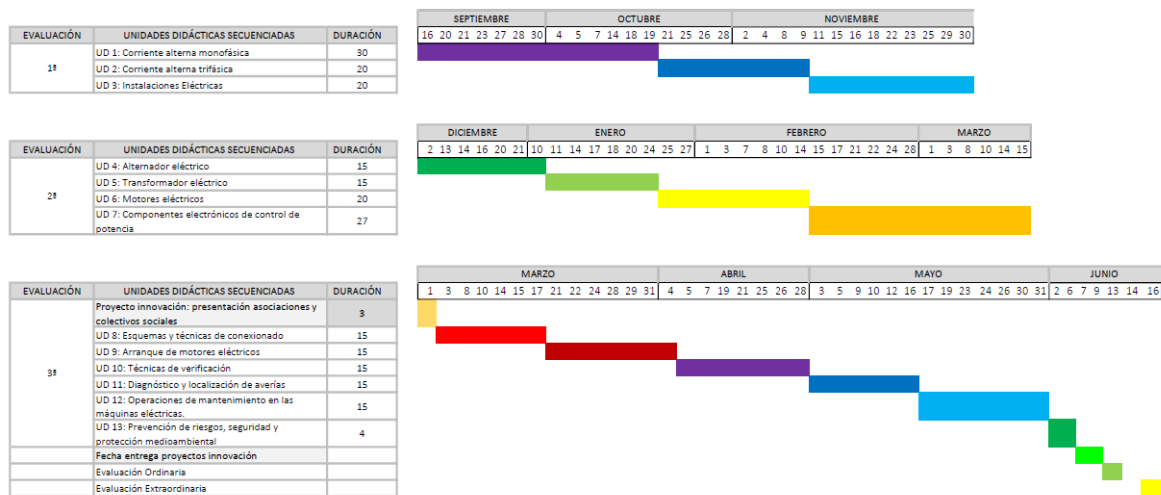 SEPTIEMBRE OCTUBRE NOVIEMBRE
EVALUACIÓN UNIDADES DIDÁCTICAS SECUENCIADAS DURACIÓN 16 20 21 23 27 28 30 4 5 7 14 18 19 21 25 26 28 2 4 8 9 11 15 16 18 22 23 25 29 30
UD 1: Corriente alterna monofásica 30
1ª UD 2: Corriente alterna trifásica 20
UD 3: Instalaciones Eléctricas 20
DICIEMBRE ENERO FEBRERO MARZO
EVALUACIÓN UNIDADES DIDÁCTICAS SECUENCIADAS DURACIÓN 2 13 14 16 20 21 10 11 14 17 18 20 24 25 27 1 3 7 8 10 14 15 17 21 22 24 28 1 3 8 10 14 15
UD 4: Alternador eléctrico 15
UD 5: Transformador eléctrico 15
2ª UD 6: Motores eléctricos 20
UD 7: Componentes electrónicos de control de
potencia 27
MARZO ABRIL MAYO JUNIO
EVALUACIÓN UNIDADES DIDÁCTICAS SECUENCIADAS DURACIÓN 1 3 8 10 14 15 17 21 22 24 28 29 31 4 5 7 19 21 25 26 28 3 5 9 10 12 16 17 19 23 24 26 30 31 2 6 7 9 13 14 16
Proyecto innovación: presentación asociaciones y
colectivos sociales 3
UD 8: Esquemas y técnicas de conexionado 15
UD 9: Arranque de motores eléctricos 15
UD 10: Técnicas de verificación 15
3ª UD 11: Diagnóstico y localización de averías 15
UD 12: Operaciones de mantenimiento en las
máquinas eléctricas. 15
UD 13: Prevención de riesgos, seguridad y
protección medioambiental 4
Fecha entrega proyectos innovación
Evaluación Ordinaria
Evaluación Extraordinaria